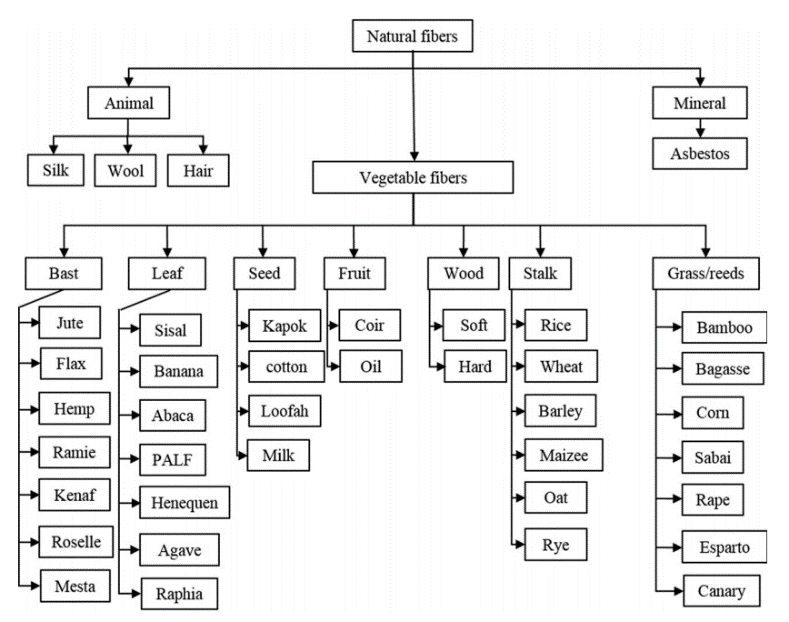 Natural fibers
Animal
Mineral
Silk
Wool
Hair
Asbestos
Vegetable fibers
Bast
Leaf
Seed
Fruit
Wood
Stalk
Grass/reeds
Jute
Flax
Hemp
Ramie
Kenaf
Roselle
Mesta
Sisal
Banana
Abaca
PALF
Henequen
Agave
Raphia
Kapok
cotton
Loofah
Milk
Coir
Oil
Soft
Hard
Rice
Wheat
Barley
Maizee
Oat
Rye
Bamboo
Bagasse
Corn
Sabai
Rape
Esparto
Canary